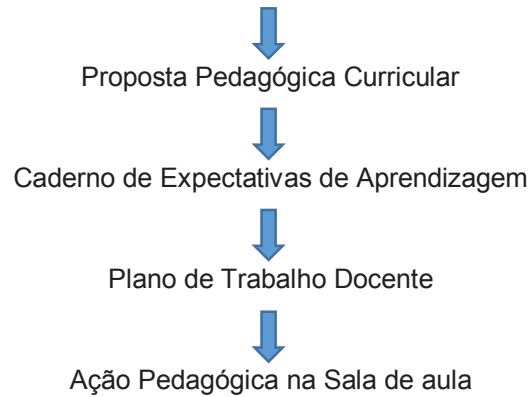 Proposta Pedagógica Curricular
Caderno de Expectativas de Aprendizagem
Plano de Trabalho Docente
Ação Pedagógica na Sala de aula